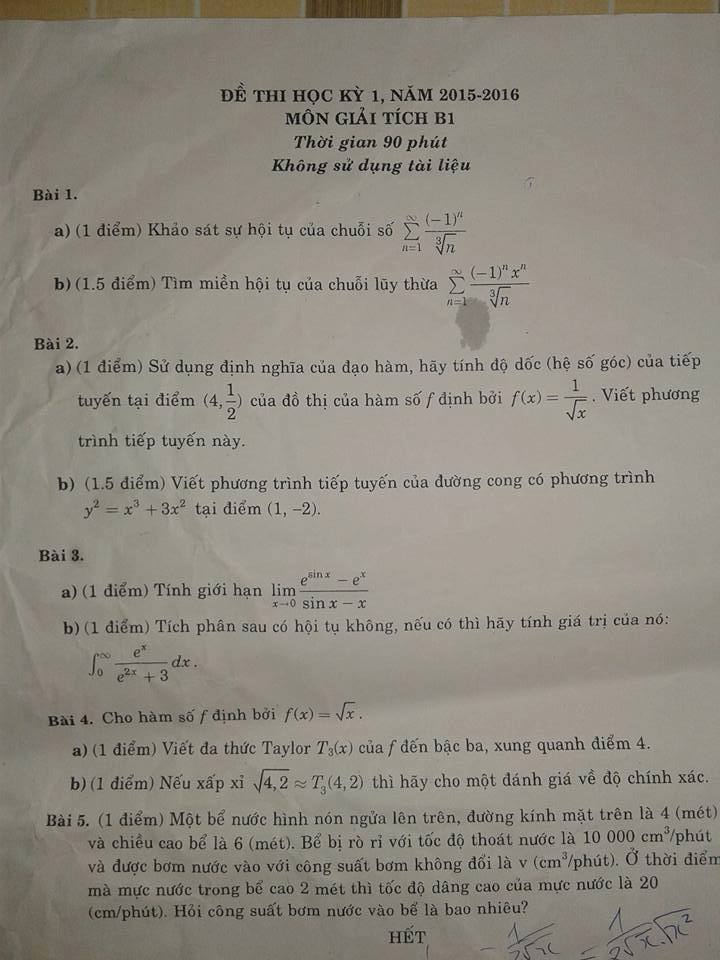 ĐỀ THI HỌC KỲ 1, NĂM 2015-2016
MÔN GIẢI TÍCH B1
Thời gian 90 phút
Không sử dụng tài liệu
Bài 1.
a) (1 điểm) Khảo sát sự hội tụ của chuỗi số $\sum_{n=1}^{\infty} \frac{(-1)^n}{\sqrt[3]{n}}$
b) (1.5 điểm) Tìm miền hội tụ của chuỗi lũy thừa $\sum_{n=1}^{\infty} \frac{(-1)^n x^n}{\sqrt[3]{n}}$
Bài 2.
a) (1 điểm) Sử dụng định nghĩa của đạo hàm, hãy tính độ dốc (hệ số góc) của tiếp
tuyến tại điểm $(4, \frac{1}{2})$ của đồ thị của hàm số f định bởi $f(x) = \frac{1}{\sqrt{x}}$. Viết phương
trình tiếp tuyến này.
b) (1.5 điểm) Viết phương trình tiếp tuyến của đường cong có phương trình
$y^2 = x^3 + 3x^2$ tại điểm (1, –2).
Bài 3.
a) (1 điểm) Tính giới hạn $\lim_{x \to 0} \frac{e^{\sin x} - e^x}{\sin x - x}$
b) (1 điểm) Tích phân sau có hội tụ không, nếu có thì hãy tính giá trị của nó:
$\int_0^{\infty} \frac{e^x}{e^{2x} + 3} dx$.
Bài 4. Cho hàm số f định bởi $f(x) = \sqrt{x}$.
a) (1 điểm) Viết đa thức Taylor $T_3(x)$ của f đến bậc ba, xung quanh điểm 4.
b) (1 điểm) Nếu xấp xỉ $\sqrt{4,2} \approx T_3(4,2)$ thì hãy cho một đánh giá về độ chính xác.
Bài 5. (1 điểm) Một bể nước hình nón ngửa lên trên, đường kính mặt trên là 4 (mét)
và chiều cao bể là 6 (mét). Bể bị rò rỉ với tốc độ thoát nước là 10 000 cm³/phút
và được bơm nước vào với công suất bơm không đổi là v (cm³/phút). Ở thời điểm
mà mực nước trong bể cao 2 mét thì tốc độ dâng cao của mực nước là 20
(cm/phút). Hỏi công suất bơm nước vào bể là bao nhiêu?
HẾT